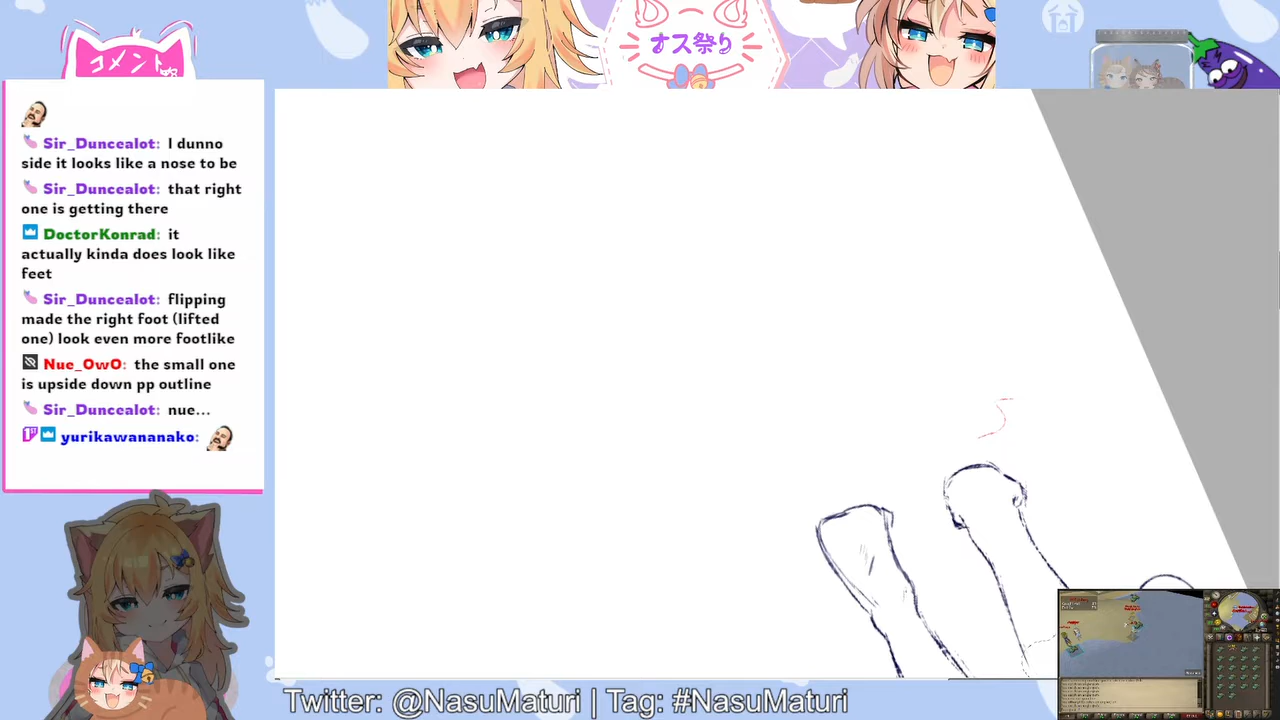 コメント
ナス祭り
Sir_Duncealot: I dunno
side it looks like a nose to be
Sir_Duncealot: that right
one is getting there
DoctorKonrad: it
actually kinda does look like
feet
Sir_Duncealot: flipping
made the right foot (lifted
one) look even more footlike
Nue_OwO: the small one
is upside down pp outline
Sir_Duncealot: nue...
yurikawananako:
Twitter: @NasuMaturi | Tag: #NasuMaturi